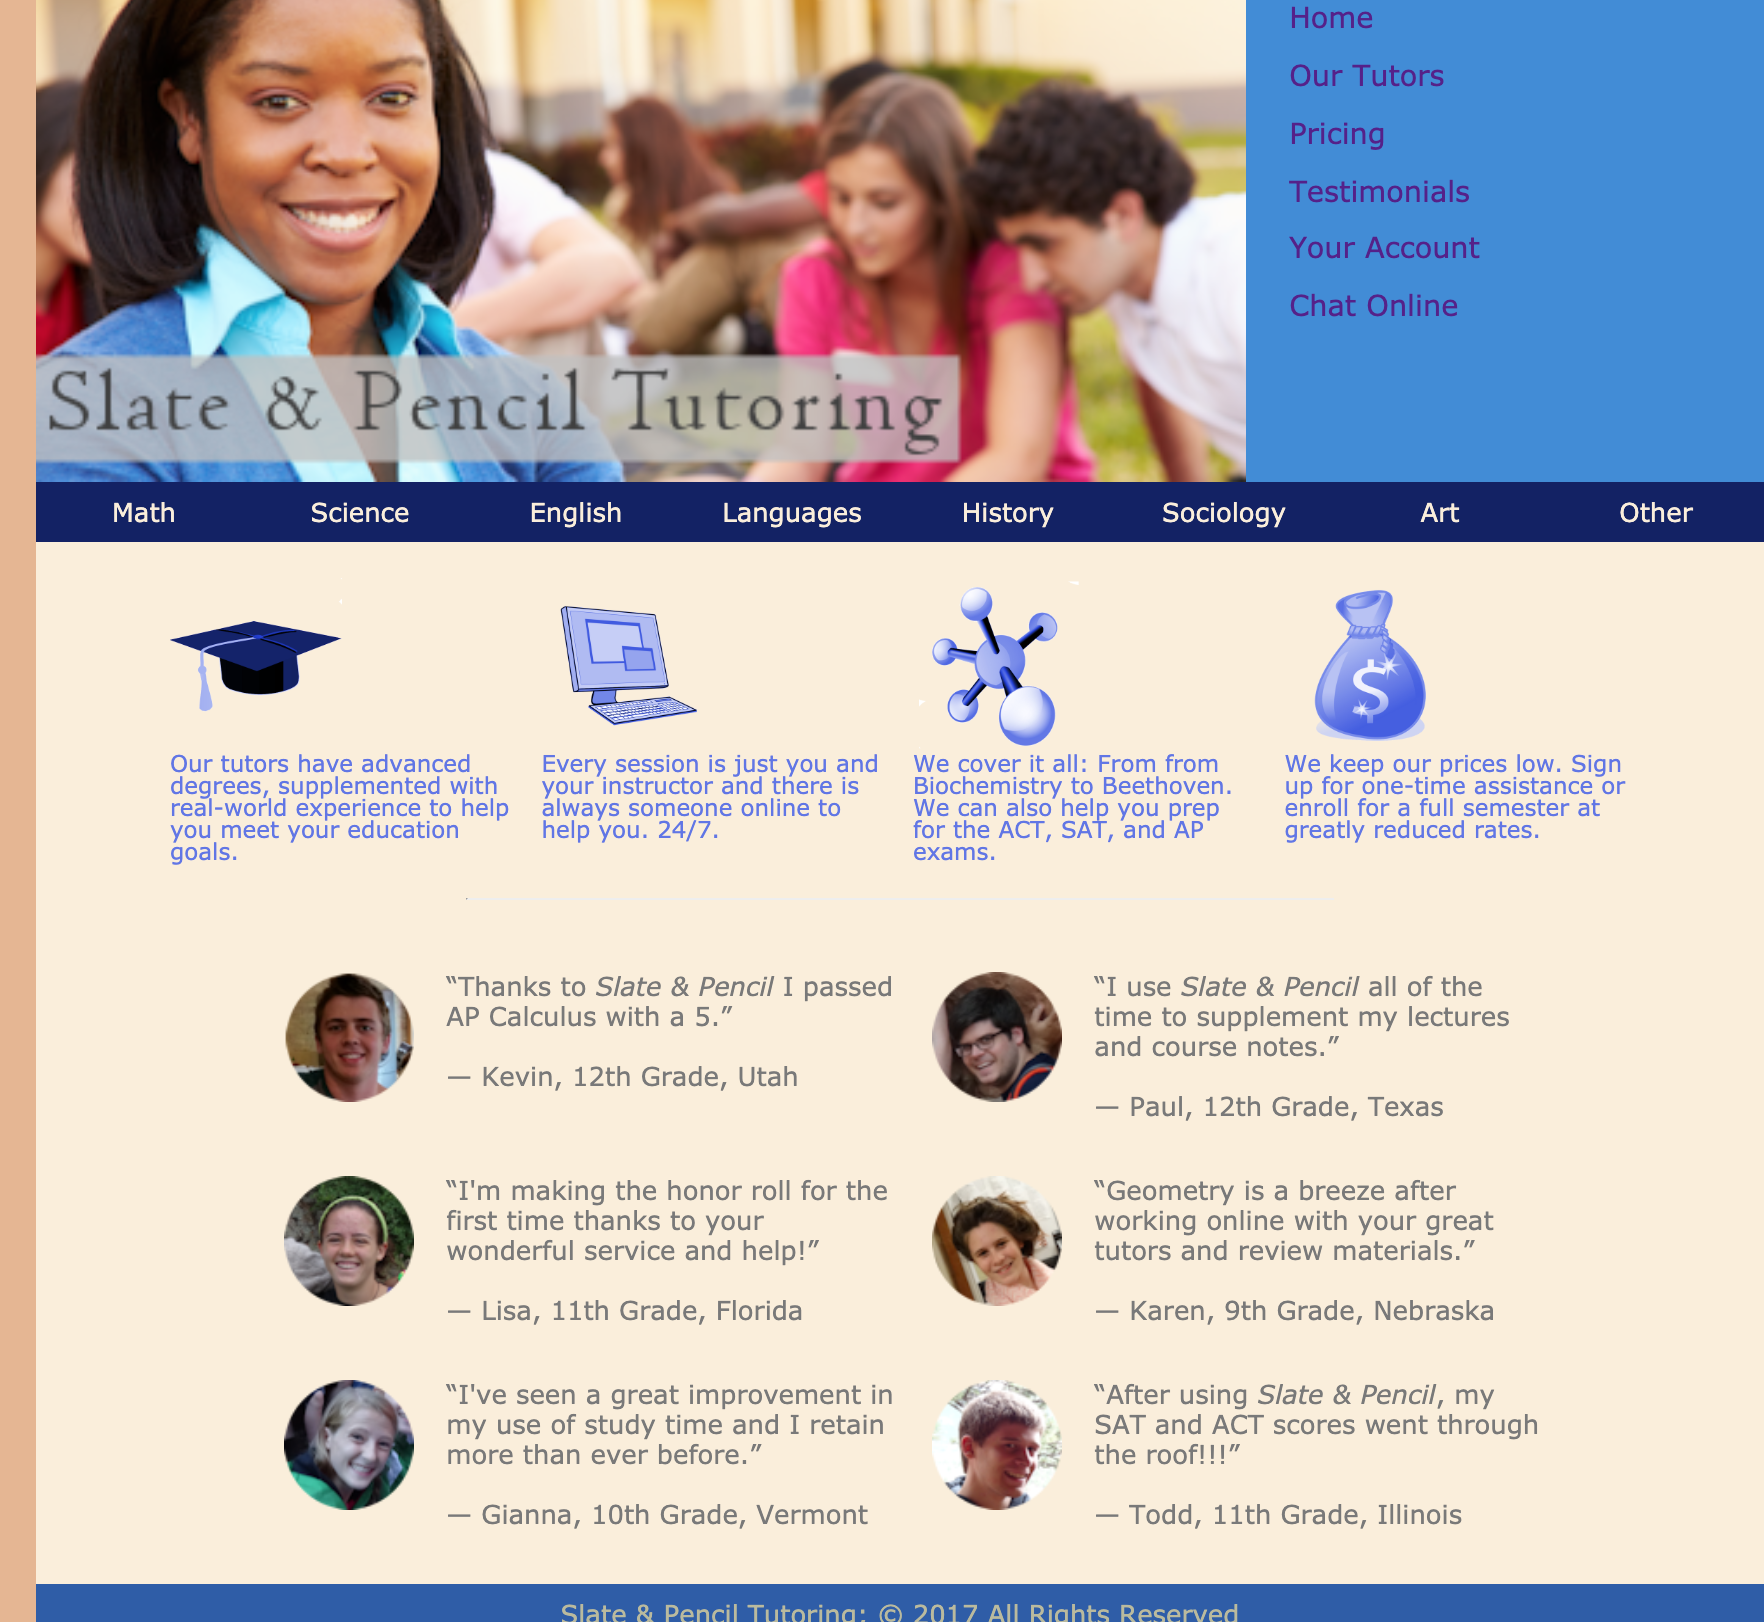 Home
Our Tutors
Pricing
Testimonials
Your Account
Chat Online
Slate & Pencil Tutoring
Math Science English Languages History Sociology Art Other
$
Our tutors have advanced
degrees, supplemented with
real-world experience to help
you meet your education
goals.
Every session is just you and
your instructor and there is
always someone online to
help you. 24/7.
We cover it all: From from
Biochemistry to Beethoven.
We can also help you prep
for the ACT, SAT, and AP
exams.
We keep our prices low. Sign
up for one-time assistance or
enroll for a full semester at
greatly reduced rates.
“Thanks to Slate & Pencil I passed
AP Calculus with a 5.”
— Kevin, 12th Grade, Utah
“I use Slate & Pencil all of the
time to supplement my lectures
and course notes.”
— Paul, 12th Grade, Texas
“I'm making the honor roll for the
first time thanks to your
wonderful service and help!”
— Lisa, 11th Grade, Florida
“Geometry is a breeze after
working online with your great
tutors and review materials.”
— Karen, 9th Grade, Nebraska
“I've seen a great improvement in
my use of study time and I retain
more than ever before.”
— Gianna, 10th Grade, Vermont
“After using Slate & Pencil, my
SAT and ACT scores went through
the roof!!!”
— Todd, 11th Grade, Illinois
Slate & Pencil Tutoring: © 2017 All Rights Reserved